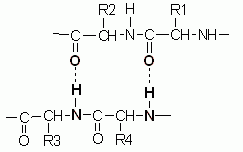 R2 H R1
C N C NH
O O
H H
C N C N
O R3 O R4